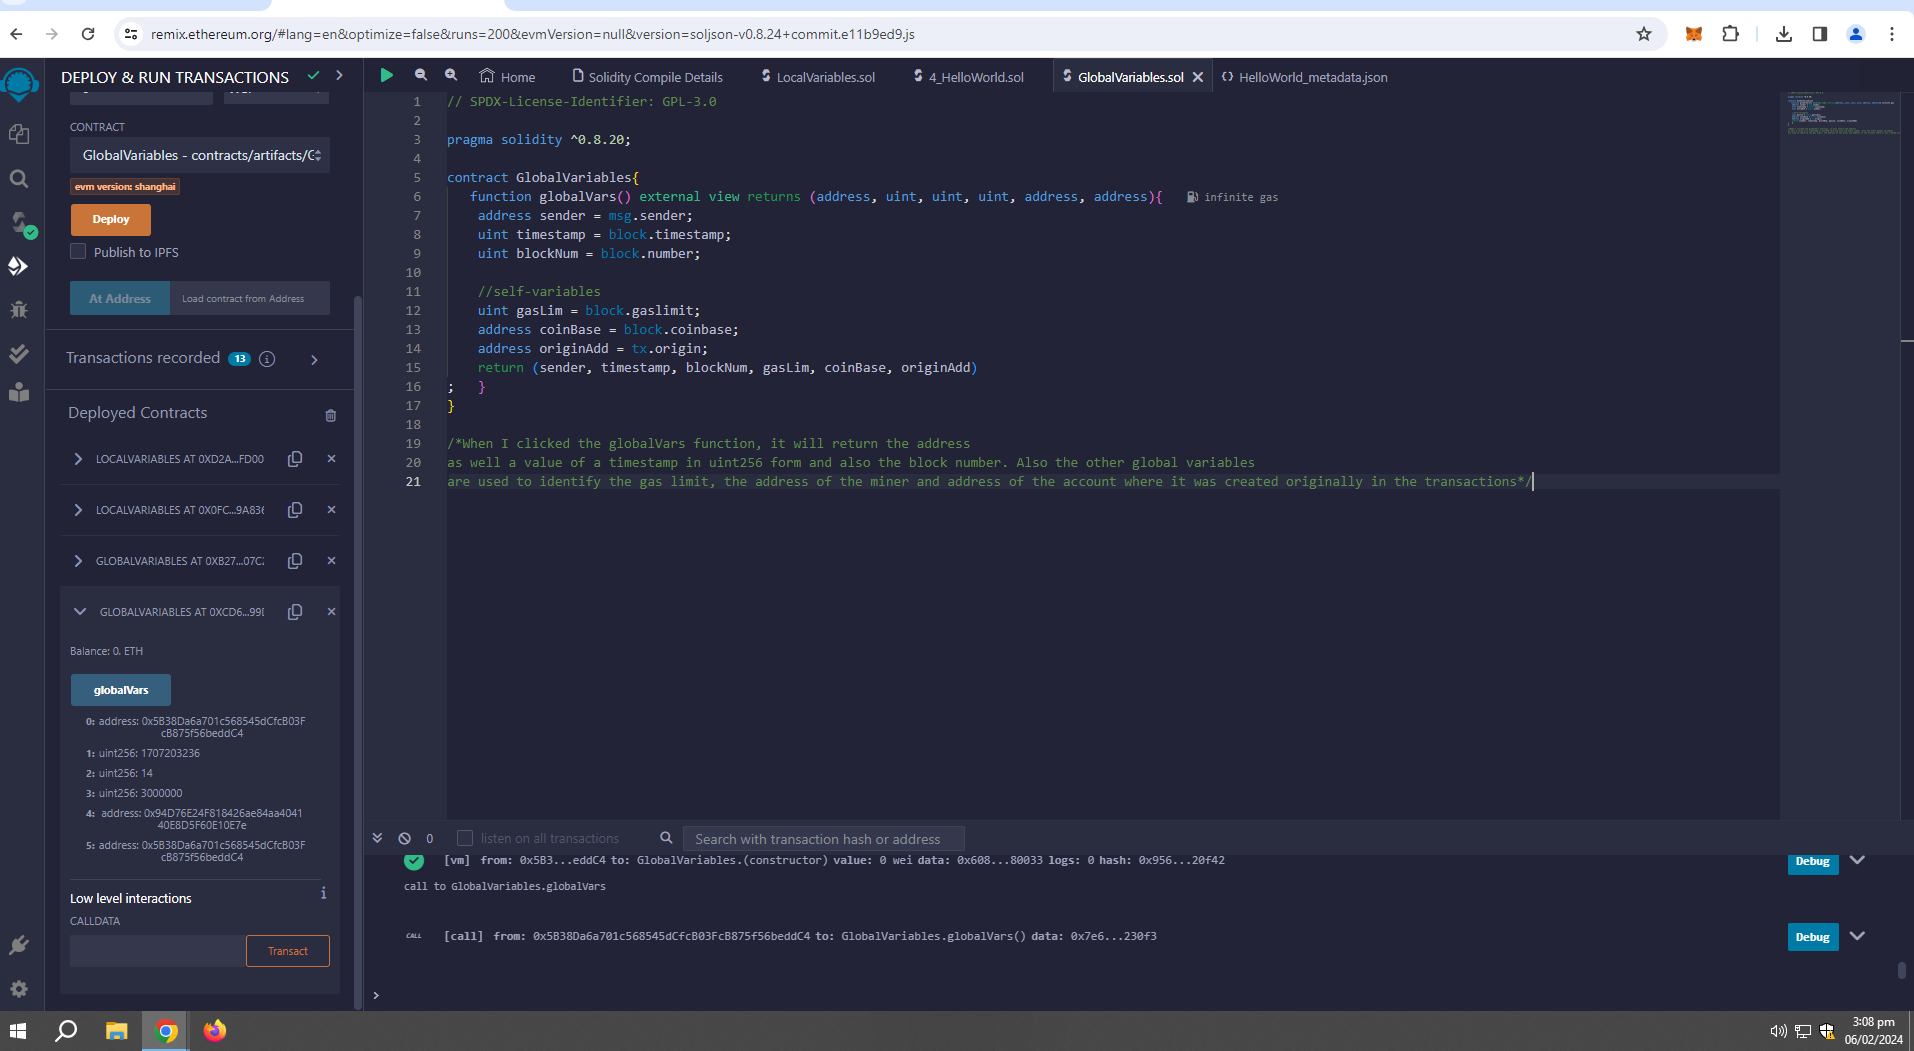 remix.ethereum.org/#lang=en&optimize=false&runs=200&evmVersion=null&version=soljson-v0.8.24+commit.e11b9ed9.js
DEPLOY & RUN TRANSACTIONS
CONTRACT
GlobalVariables - contracts/artifacts/G
evm version: shanghai
Deploy
Publish to IPFS
At Address
Load contract from Address
Transactions recorded 13 i
Deployed Contracts
LOCALVARIABLES AT 0XD2A...FD00
LOCALVARIABLES AT 0X0FC...9A836
GLOBALVARIABLES AT 0XB27...07C
GLOBALVARIABLES AT 0XCD6...99
Balance: 0. ETH
globalVars
0: address: 0x5B38Da6a701c568545dCfcB03F
cB875f56beddC4
1: uint256: 1707203236
2: uint256: 14
3: uint256: 3000000
4: address: 0x94D76E24F818426ae84aa4041
40E8D5F60E10E7e
5: address: 0x5B38Da6a701c568545dCfcB03F
cB875f56beddC4
Low level interactions i
CALLDATA
Transact
Home
Solidity Compile Details
LocalVariables.sol
4_HelloWorld.sol
GlobalVariables.sol
HelloWorld_metadata.json
1 // SPDX-License-Identifier: GPL-3.0
2
3 pragma solidity ^0.8.20;
4
5 contract GlobalVariables{
6 function globalVars() external view returns (address, uint, uint, uint, address, address){ infinite gas
7 address sender = msg.sender;
8 uint timestamp = block.timestamp;
9 uint blockNum = block.number;
10
11 //self-variables
12 uint gasLim = block.gaslimit;
13 address coinBase = block.coinbase;
14 address originAdd = tx.origin;
15 return (sender, timestamp, blockNum, gasLim, coinBase, originAdd)
16 ; }
17 }
18
19 /*When I clicked the globalVars function, it will return the address
20 as well a value of a timestamp in uint256 form and also the block number. Also the other global variables
21 are used to identify the gas limit, the address of the miner and address of the account where it was created originally in the transactions*/
0
listen on all transactions
Search with transaction hash or address
[vm] from: 0x5B3...eddC4 to: GlobalVariables.(constructor) value: 0 wei data: 0x608...80033 logs: 0 hash: 0x956...20f42
Debug
call to GlobalVariables.globalVars
CALL [call] from: 0x5B38Da6a701c568545dCfcB03FcB875f56beddC4 to: GlobalVariables.globalVars() data: 0x7e6...230f3
Debug
>
3:08 pm
06/02/2024